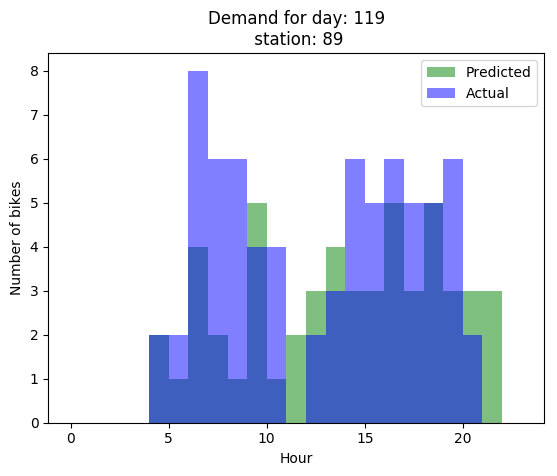 Demand for day: 119
station: 89
Predicted
Actual
8
7
6
5
4
3
2
1
0
Number of bikes
0 5 10 15 20
Hour